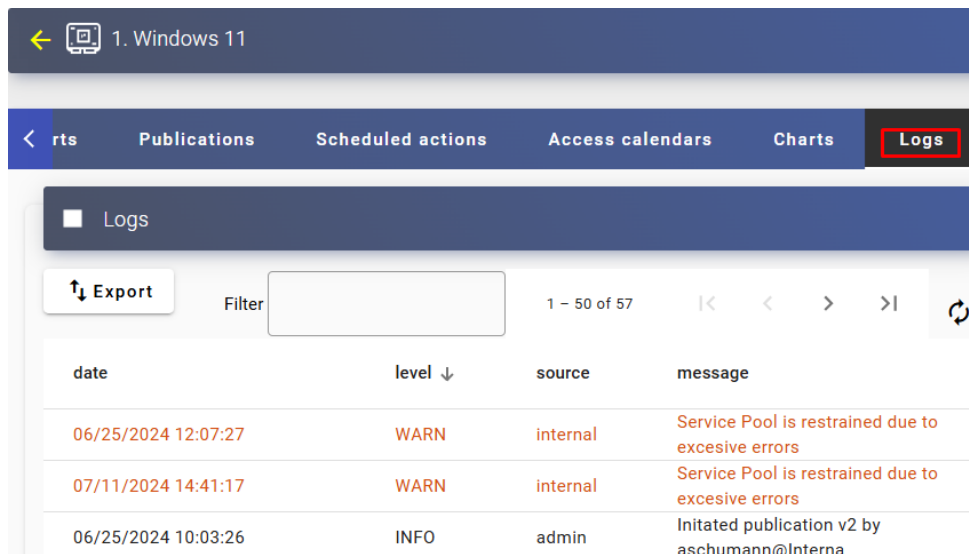 1. Windows 11
rts Publications Scheduled actions Access calendars Charts Logs
Logs
Export Filter 1 – 50 of 57
date level source message
06/25/2024 12:07:27 WARN internal Service Pool is restrained due to
excesive errors
07/11/2024 14:41:17 WARN internal Service Pool is restrained due to
excesive errors
06/25/2024 10:03:26 INFO admin Initated publication v2 by
aschumann@Interna